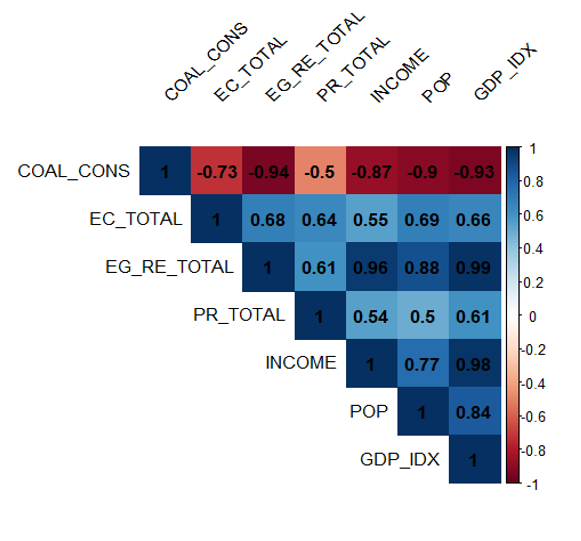 COAL_CONS
EC_TOTAL
EG_RE_TOTAL
PR_TOTAL
INCOME
POP
GDP_IDX
COAL_CONS 1 -0.73 -0.94 -0.5 -0.87 -0.9 -0.93
EC_TOTAL 1 0.68 0.64 0.55 0.69 0.66
EG_RE_TOTAL 1 0.61 0.96 0.88 0.99
PR_TOTAL 1 0.54 0.5 0.61
INCOME 1 0.77 0.98
POP 1 0.84
GDP_IDX 1
1
0.8
0.6
0.4
0.2
0
-0.2
-0.4
-0.6
-0.8
-1